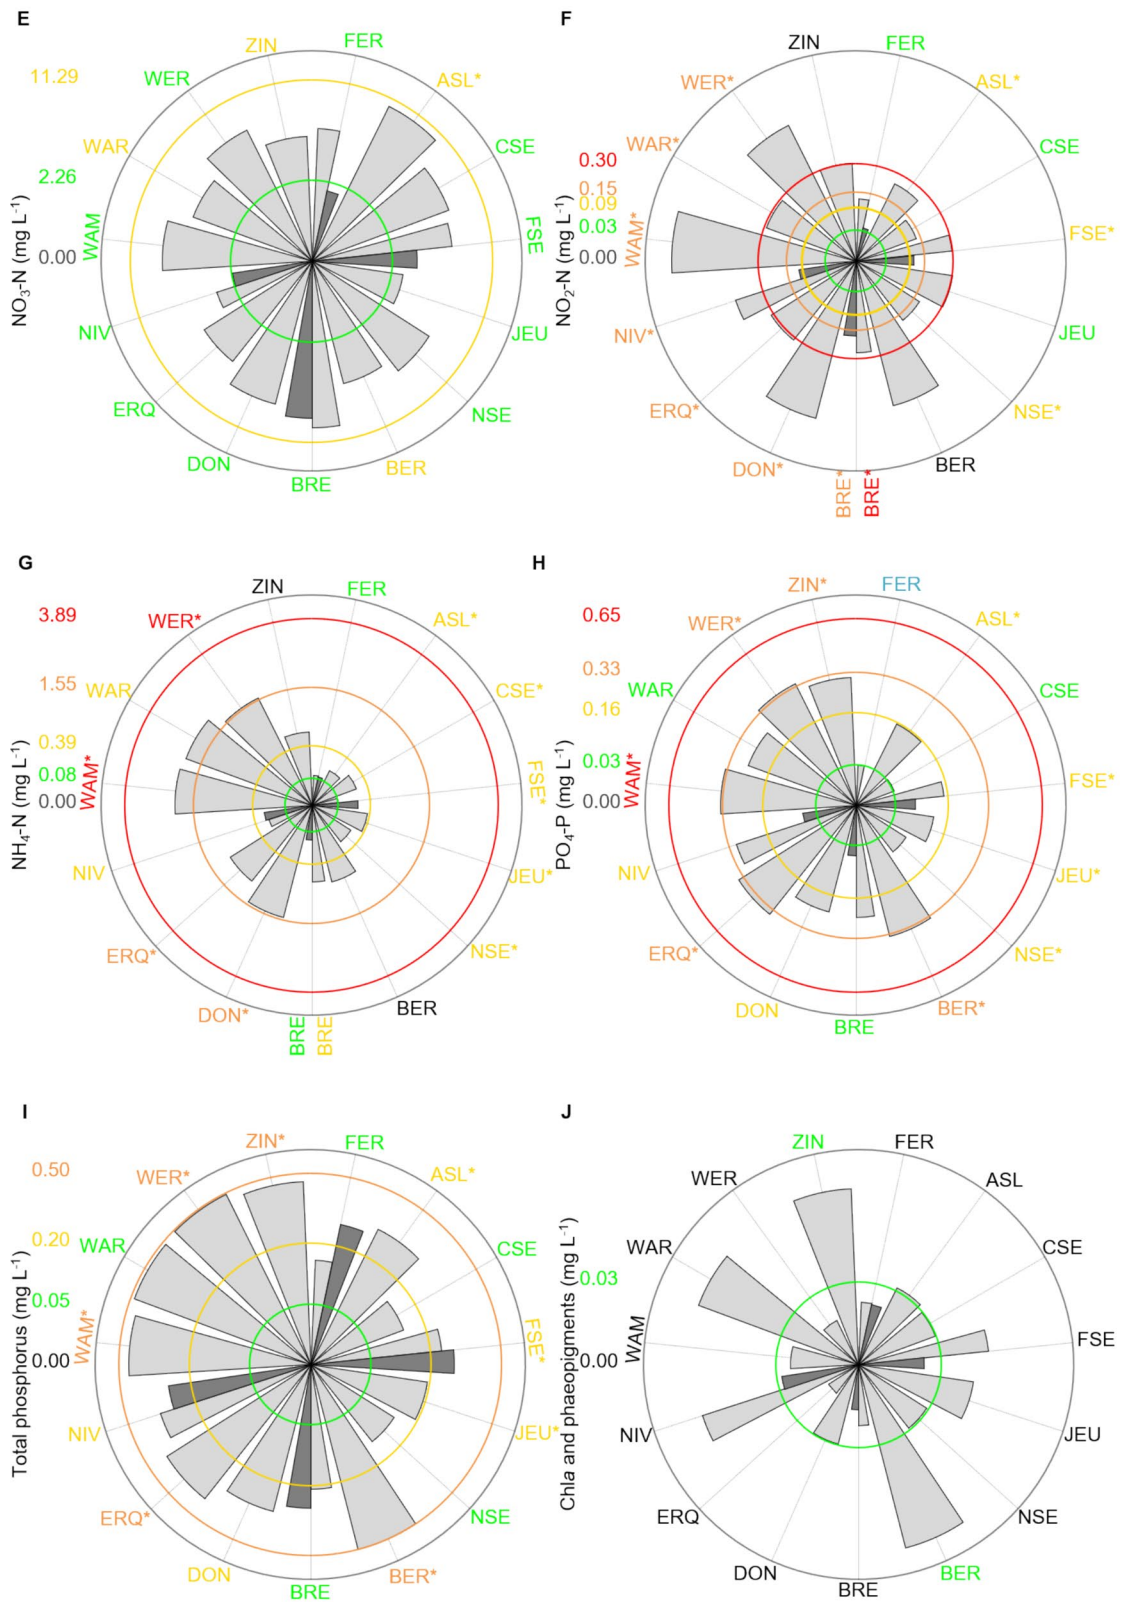 E
ZIN
FER
11.29
ASL*
WER
WAR
CSE
2.26
WAM
FSE
0.00
NO3-N (mg L-1)
NIV
JEU
ERQ
NSE
DON
BER
BRE
F
ZIN
FER
WER*
ASL*
WAR*
CSE
0.30
0.15
0.09
0.03
0.00
WAM*
FSE*
NO2-N (mg L-1)
NIV*
JEU
ERQ*
NSE*
DON*
BER
BRE*
BRE*
G
ZIN
FER
3.89
WER*
ASL*
1.55
WAR
CSE*
0.39
0.08
0.00
WAM*
FSE*
NH4-N (mg L-1)
NIV
JEU*
ERQ*
NSE*
DON*
BER
BRE
BRE
H
ZIN*
FER
0.65
WER*
ASL*
0.33
WAR
CSE
0.16
0.03
0.00
WAM*
FSE*
PO4-P (mg L-1)
NIV
JEU*
ERQ*
NSE*
DON
BER*
BRE
I
ZIN*
FER
0.50
WER*
ASL*
0.20
WAR
CSE
0.05
0.00
WAM*
FSE*
Total phosphorus (mg L-1)
NIV
JEU*
ERQ*
NSE
DON
BER*
BRE
J
ZIN
FER
WER
ASL
WAR
CSE
0.03
0.00
WAM
FSE
Chla and phaeopigments (mg L-1)
NIV
JEU
ERQ
NSE
DON
BER
BRE